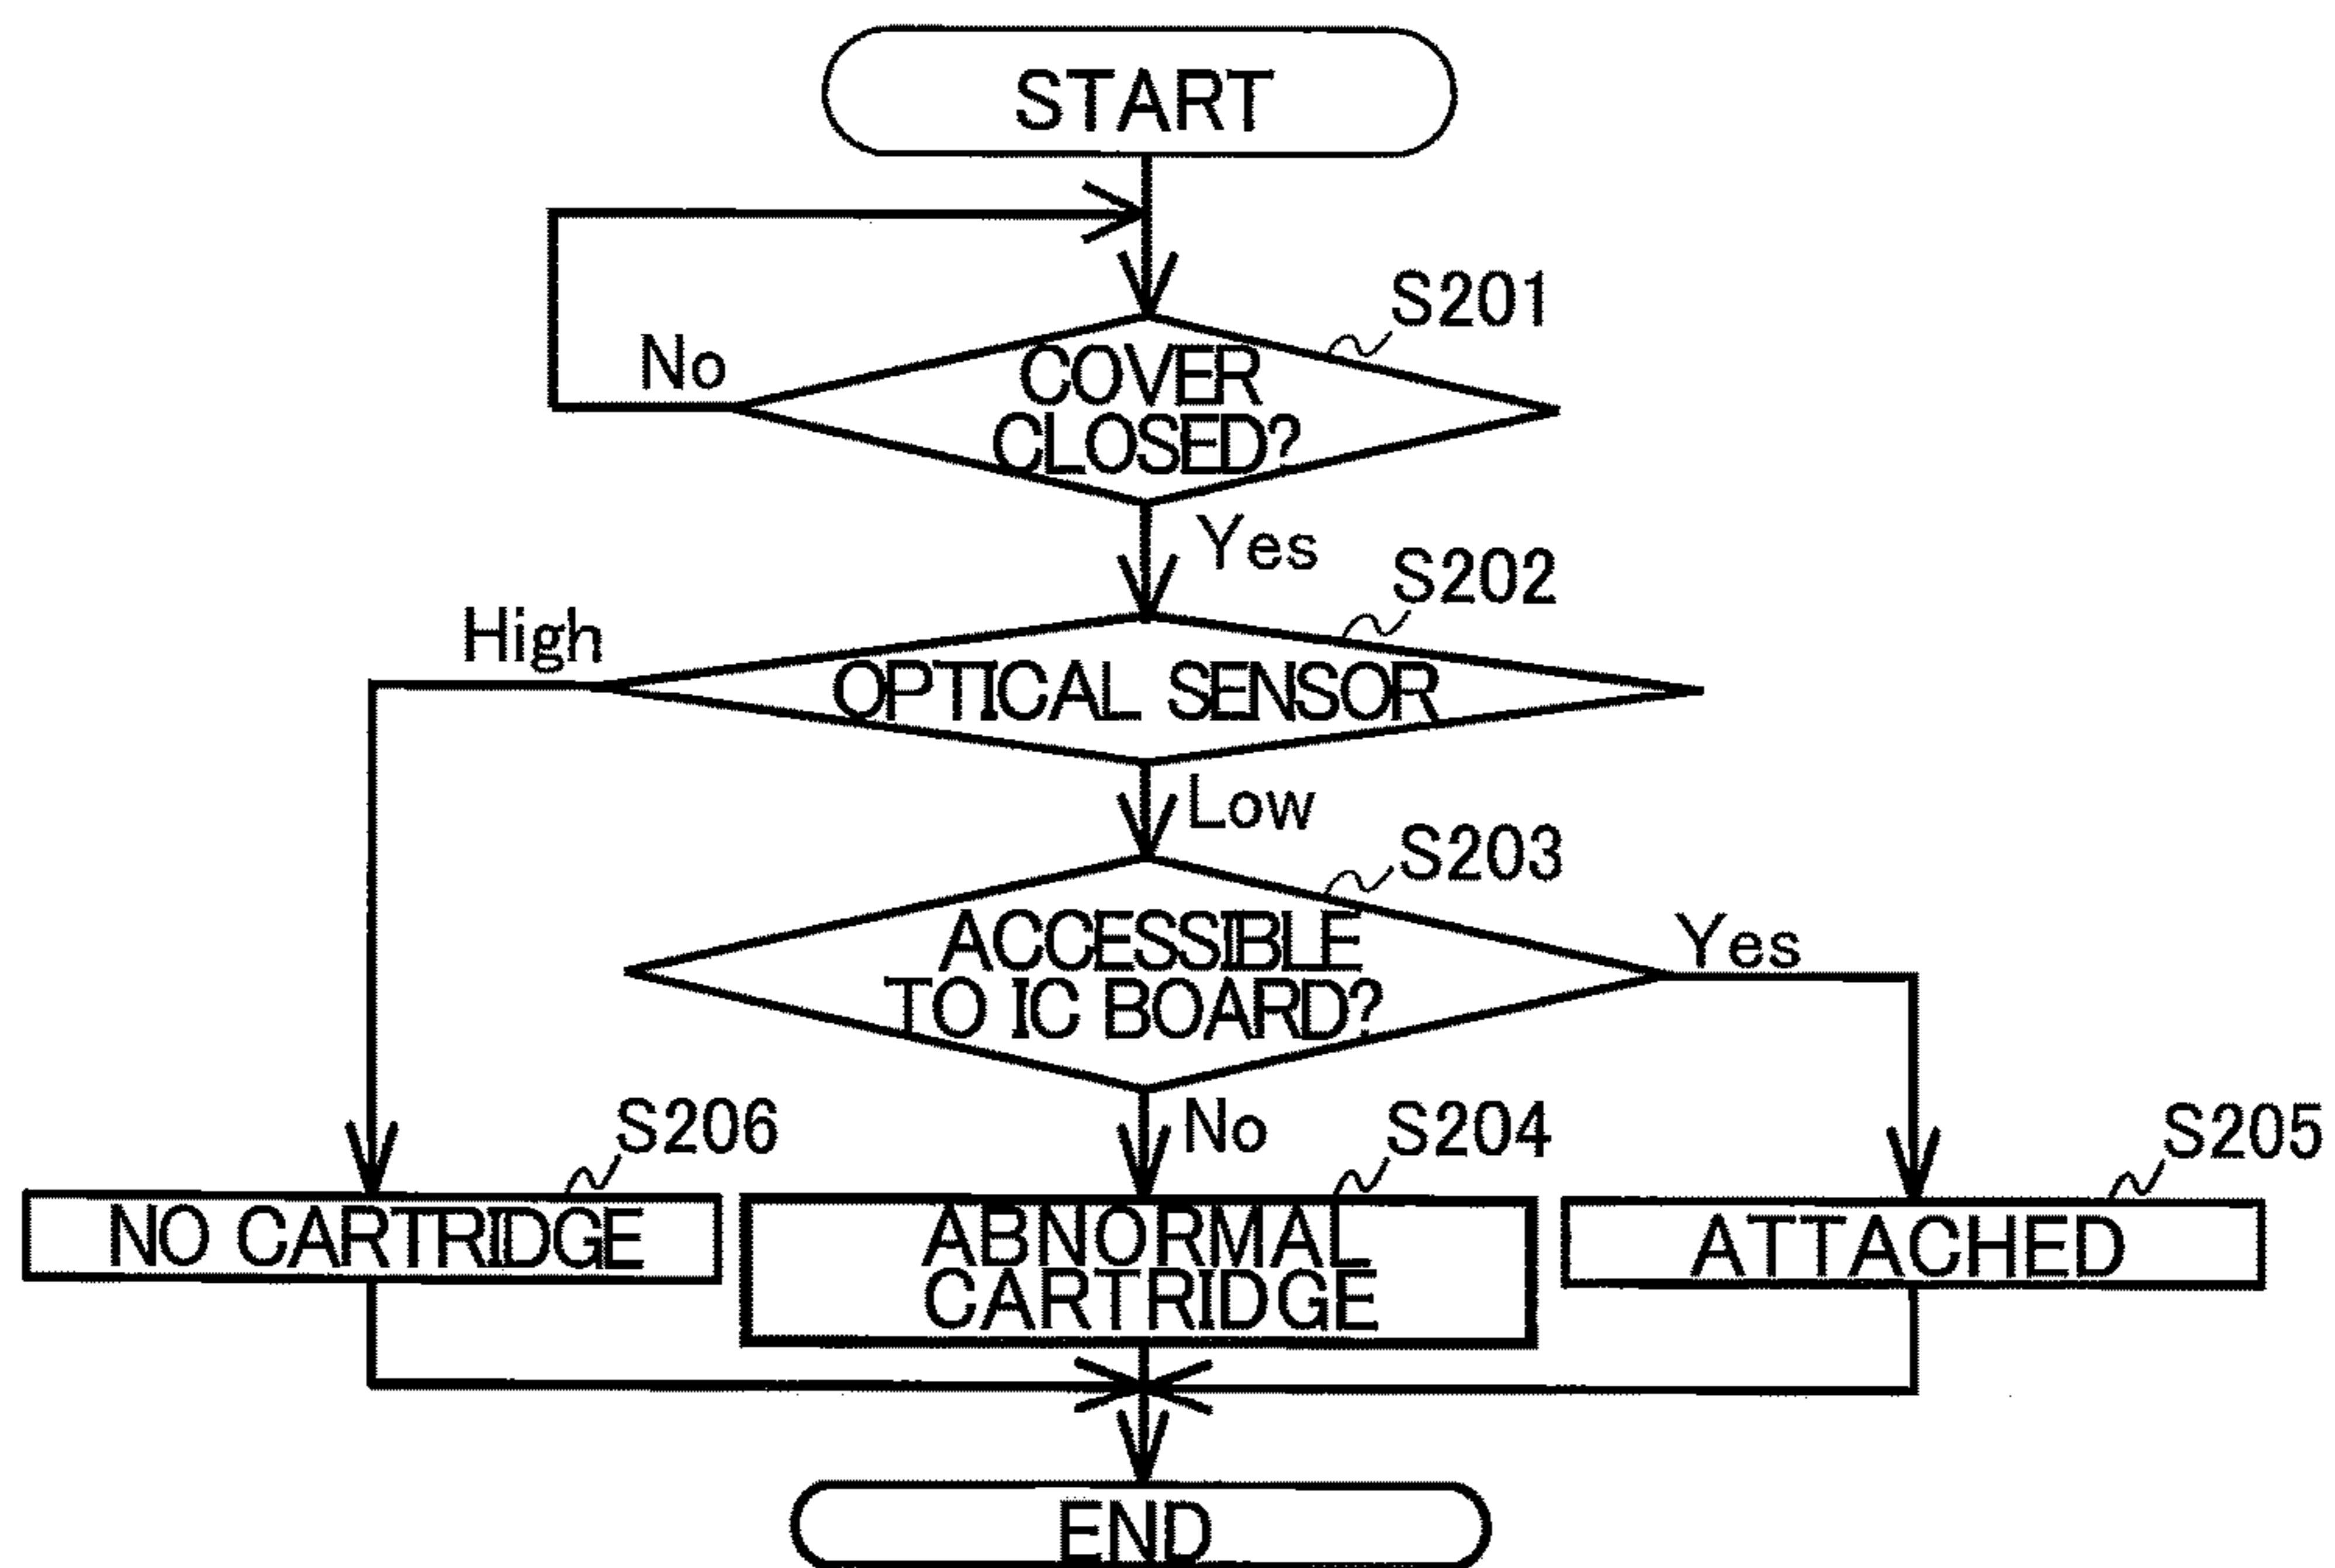 START
S201
No
COVER
CLOSED?
Yes
S202
High
OPTICAL SENSOR
Low
S203
ACCESSIBLE
TO IC BOARD?
Yes
No
S206
S204
S205
NO CARTRIDGE
ABNORMAL
CARTRIDGE
ATTACHED
END